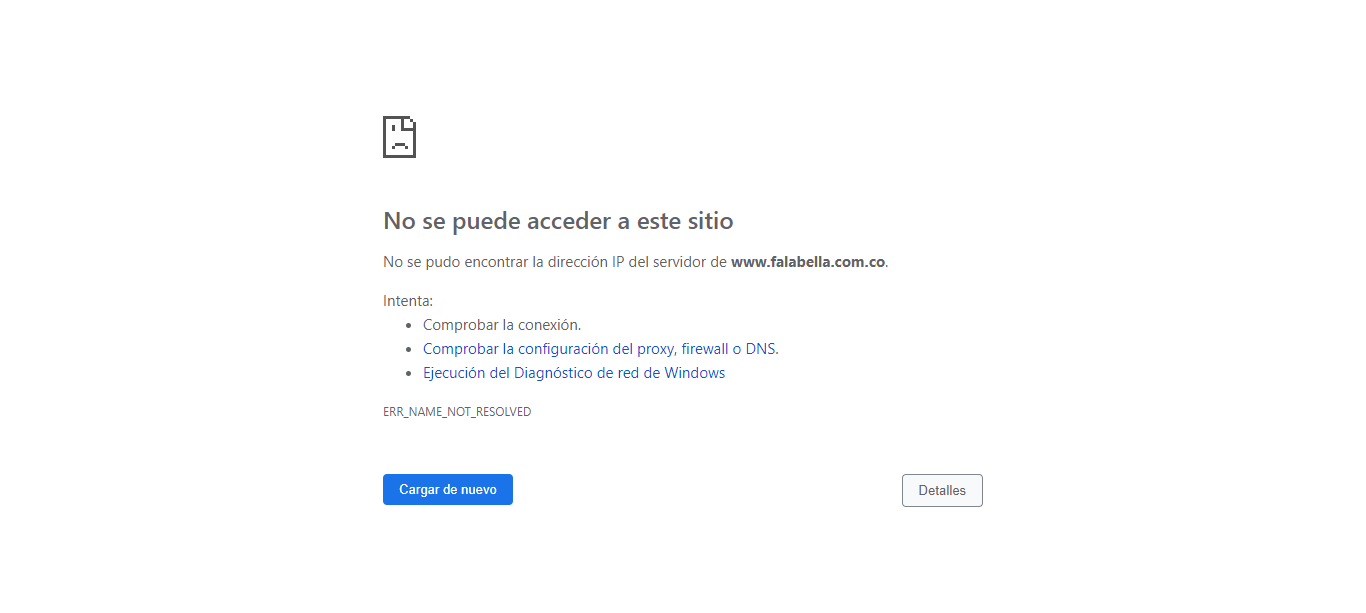 No se puede acceder a este sitio
No se pudo encontrar la dirección IP del servidor de www.falabella.com.co.
Intenta:
• Comprobar la conexión.
• Comprobar la configuración del proxy, firewall o DNS.
• Ejecución del Diagnóstico de red de Windows
ERR_NAME_NOT_RESOLVED
Cargar de nuevo
Detalles